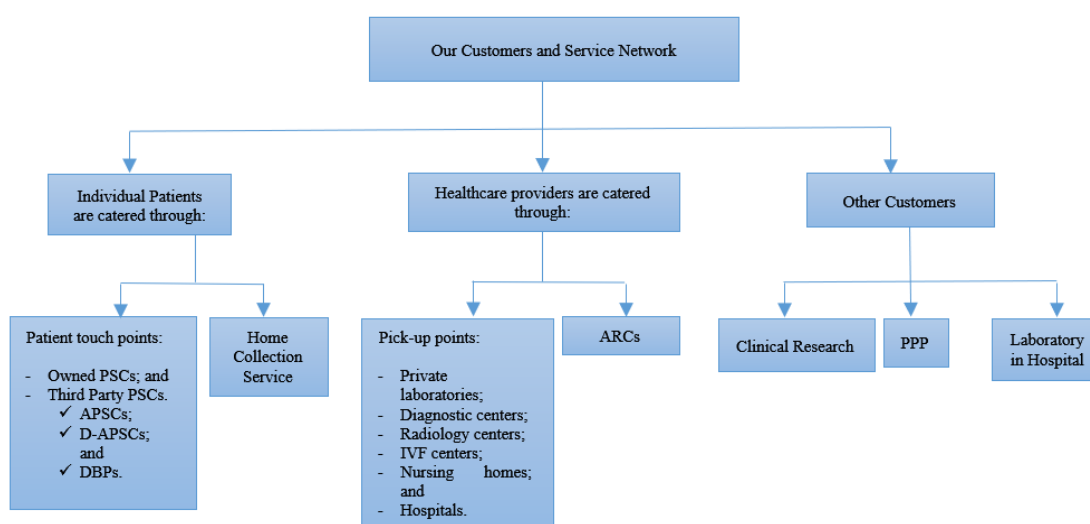 Our Customers and Service Network
Individual Patients
are catered through:
Healthcare providers are catered
through:
Other Customers
Patient touch points:
- Owned PSCs; and
- Third Party PSCs.
✓ APSCs;
✓ D-APSCs;
and
✓ DBPs.
Home
Collection
Service
Pick-up points:
- Private
laboratories;
- Diagnostic centers;
- Radiology centers;
- IVF centers;
- Nursing homes;
and
- Hospitals.
ARCs
Clinical Research
PPP
Laboratory
in Hospital